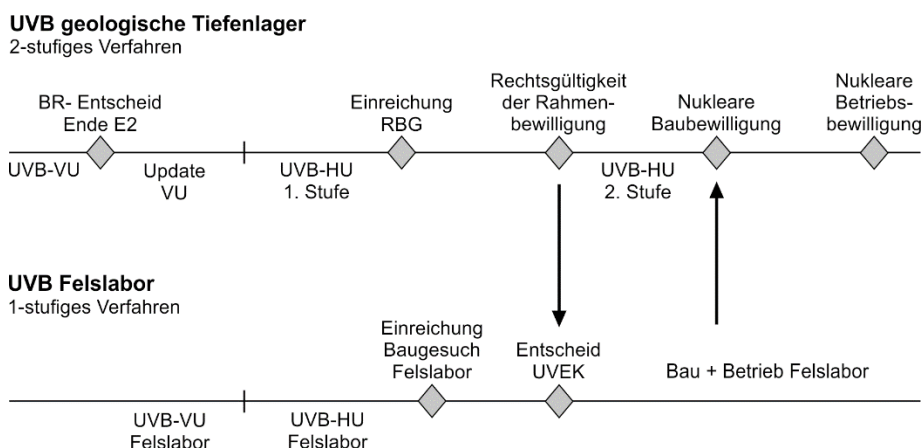 UVB geologische Tiefenlager
2-stufiges Verfahren
BR- Entscheid
Ende E2
Einreichung
RBG
Rechtsgültigkeit
der Rahmen-
bewilligung
Nukleare
Baubewilligung
Nukleare
Betriebs-
bewilligung
UVB-VU
Update
VU
UVB-HU
1. Stufe
UVB-HU
2. Stufe
UVB Felslabor
1-stufiges Verfahren
Einreichung
Baugesuch
Felslabor
Entscheid
UVEK
Bau + Betrieb Felslabor
UVB-VU
Felslabor
UVB-HU
Felslabor